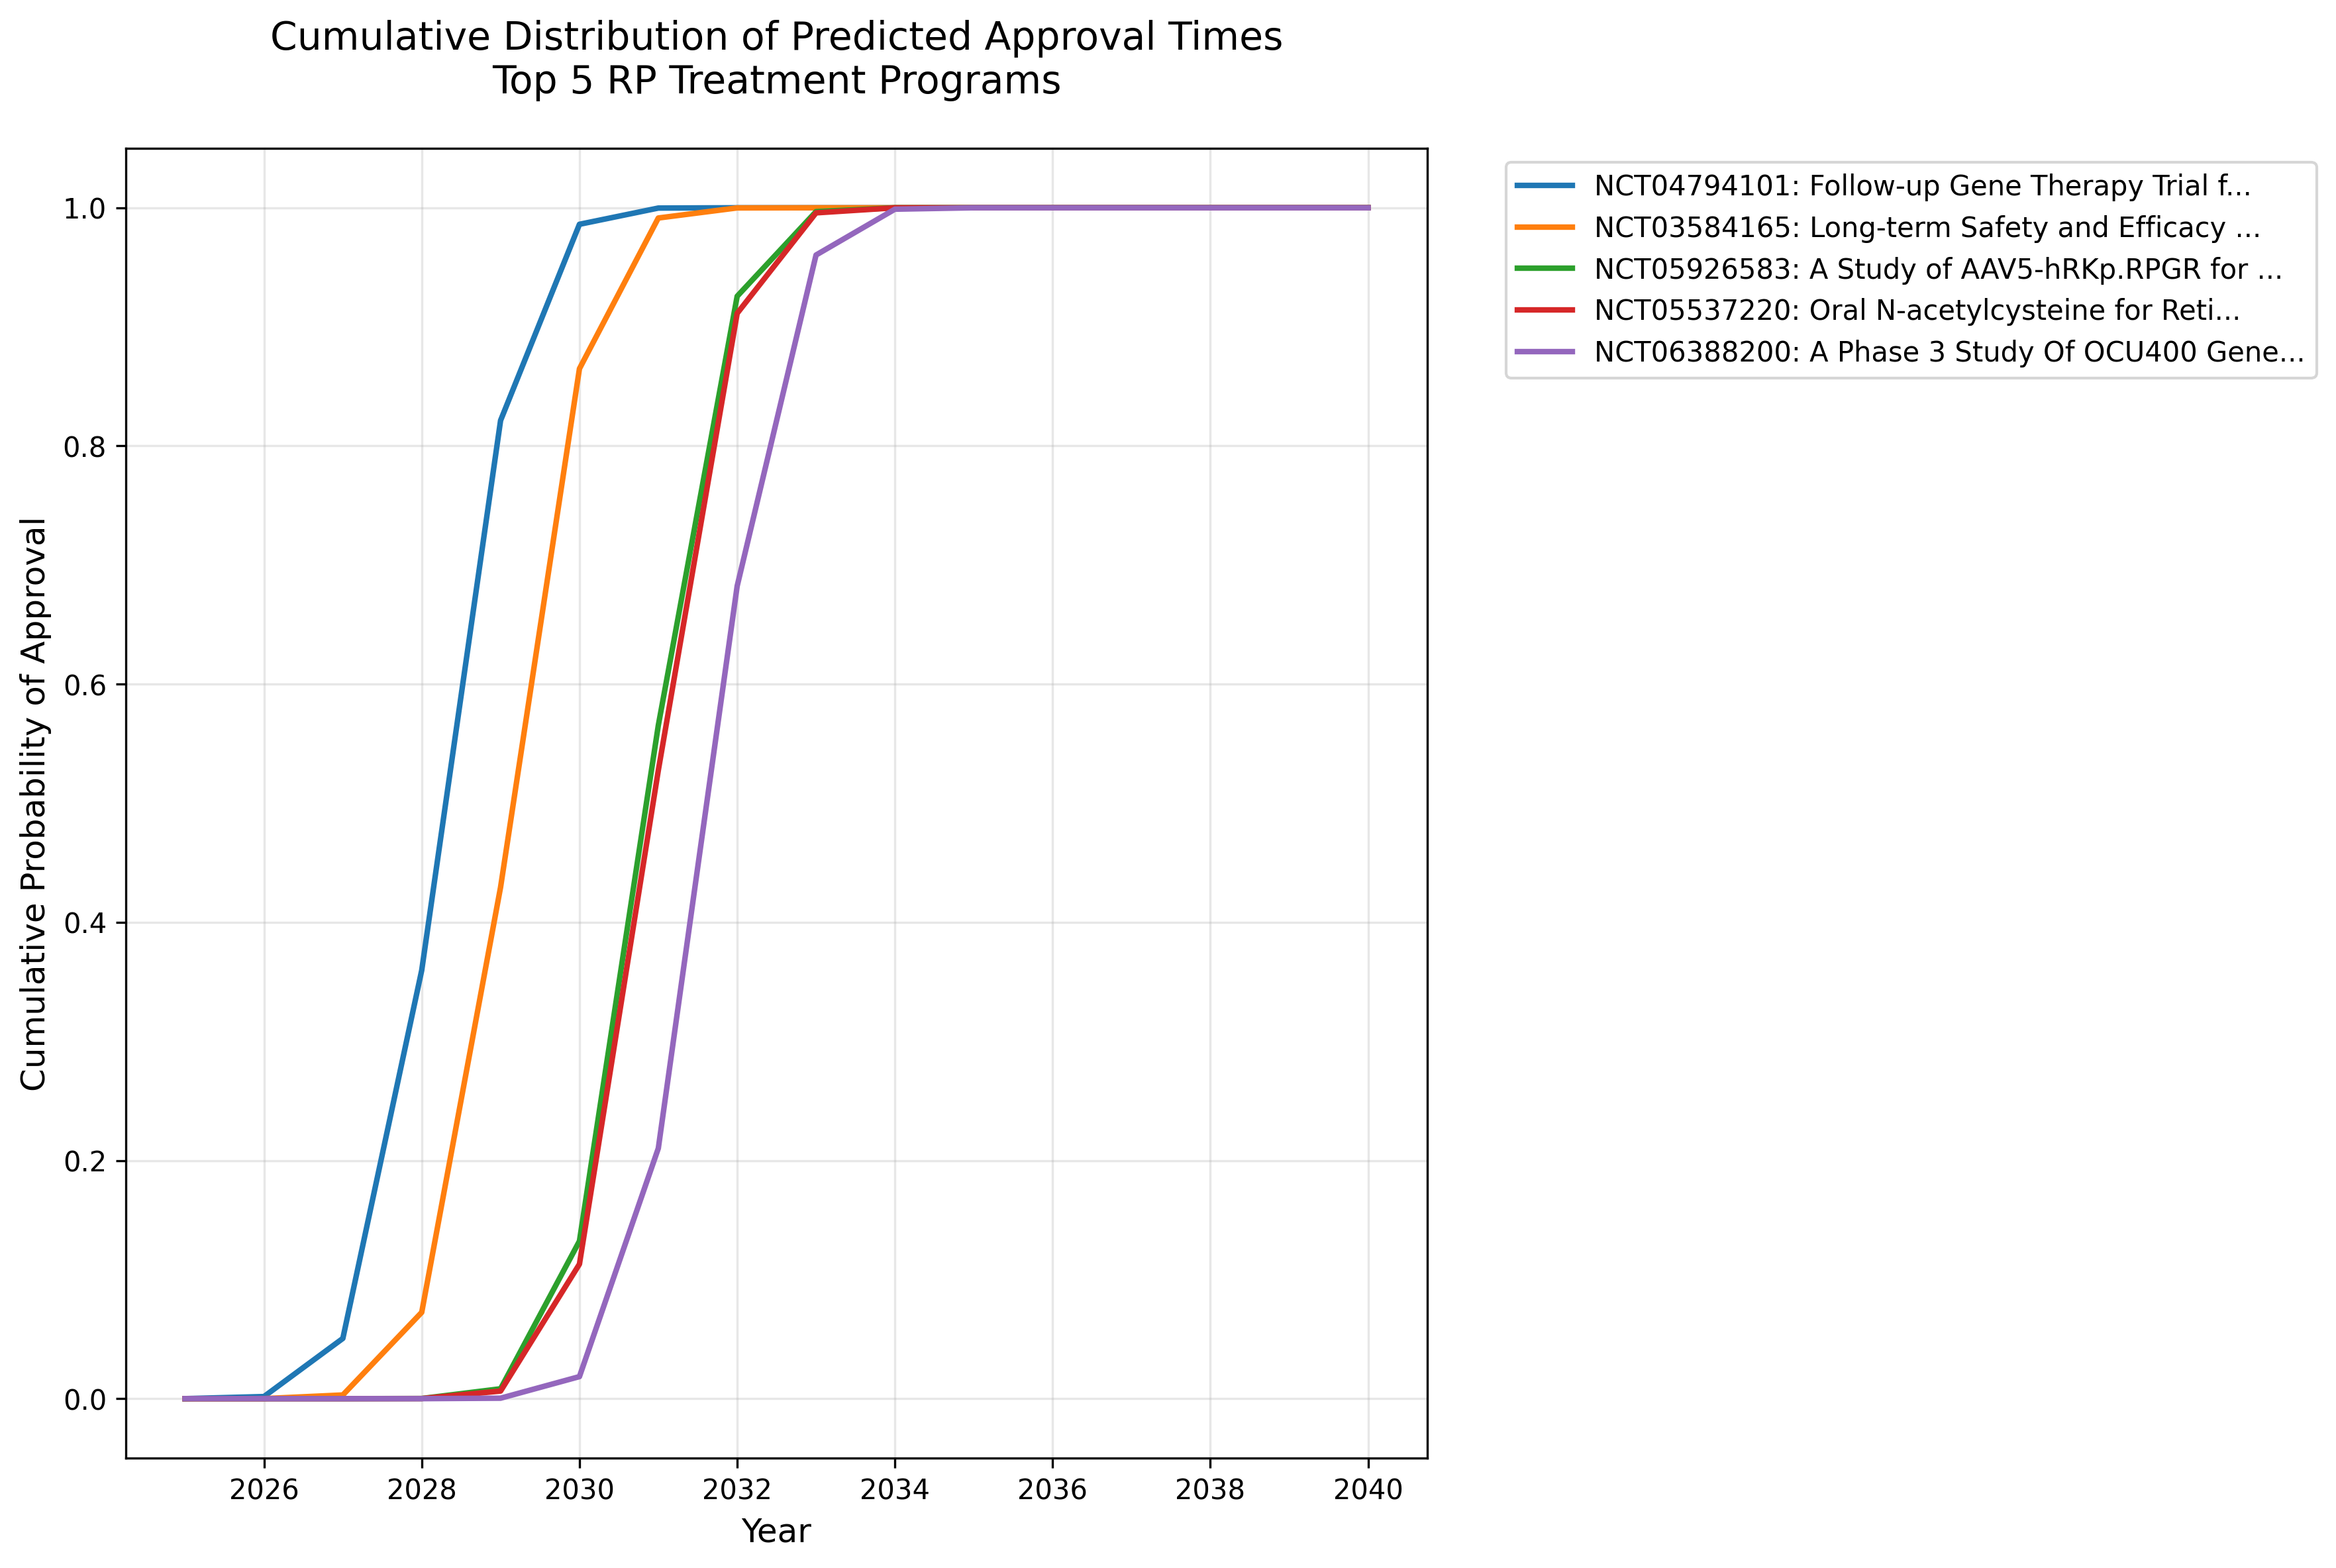 Cumulative Distribution of Predicted Approval Times
Top 5 RP Treatment Programs
Cumulative Probability of Approval
1.0
0.8
0.6
0.4
0.2
0.0
2026 2028 2030 2032 2034 2036 2038 2040
Year
NCT04794101: Follow-up Gene Therapy Trial f...
NCT03584165: Long-term Safety and Efficacy ...
NCT05926583: A Study of AAV5-hRKp.RPGR for ...
NCT05537220: Oral N-acetylcysteine for Reti...
NCT06388200: A Phase 3 Study Of OCU400 Gene...